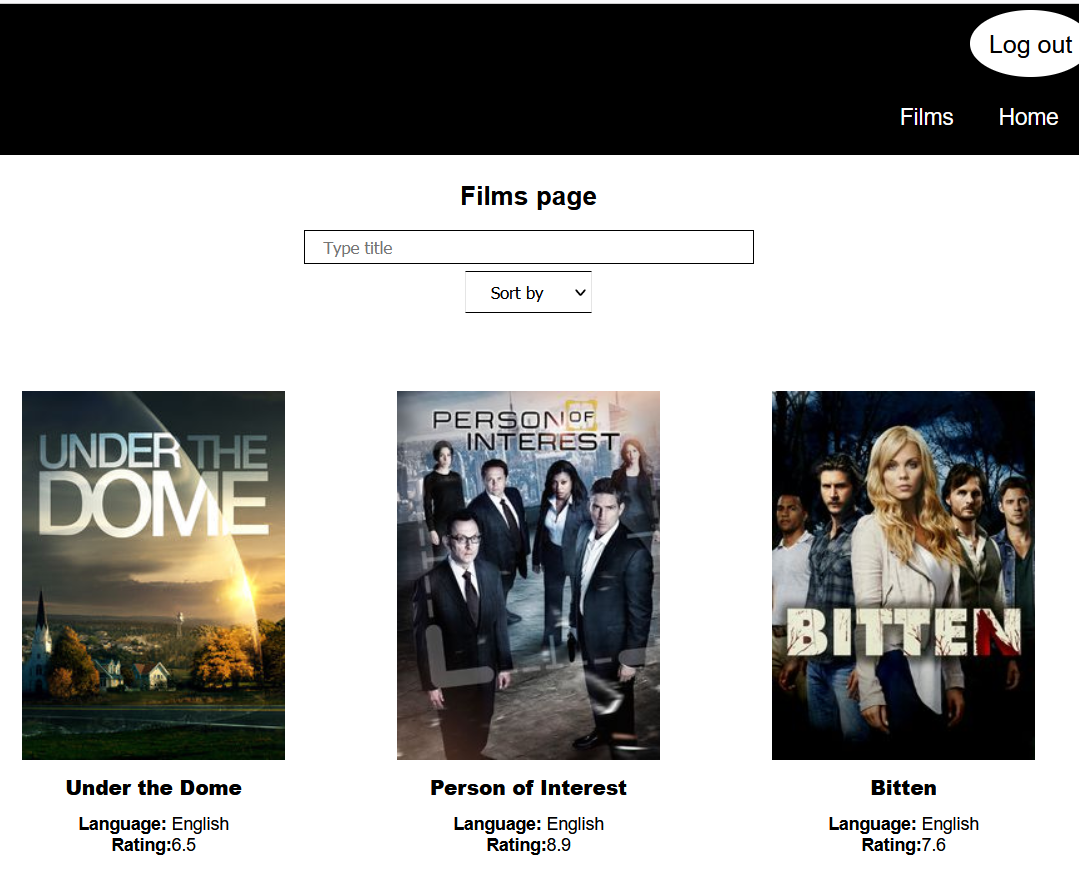 Log out
Films Home
Films page
Type title
Sort by
UNDER THE
DOME
PERSON OF
INTEREST
BITTEN
Under the Dome
Language: English
Rating:6.5
Person of Interest
Language: English
Rating:8.9
Bitten
Language: English
Rating:7.6